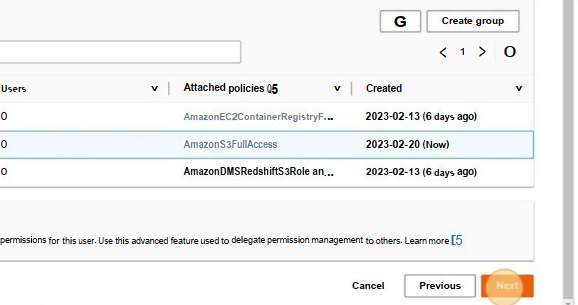 G Create group
< 1 > O
Users Attached policies Created
0 AmazonEC2ContainerRegistryF... 2023-02-13 (6 days ago)
0 AmazonS3FullAccess 2023-02-20 (Now)
0 AmazonDMSRedshiftS3Role an... 2023-02-13 (6 days ago)
permissions for this user. Use this advanced feature used to delegate permission management to others. Learn more
Cancel Previous Next